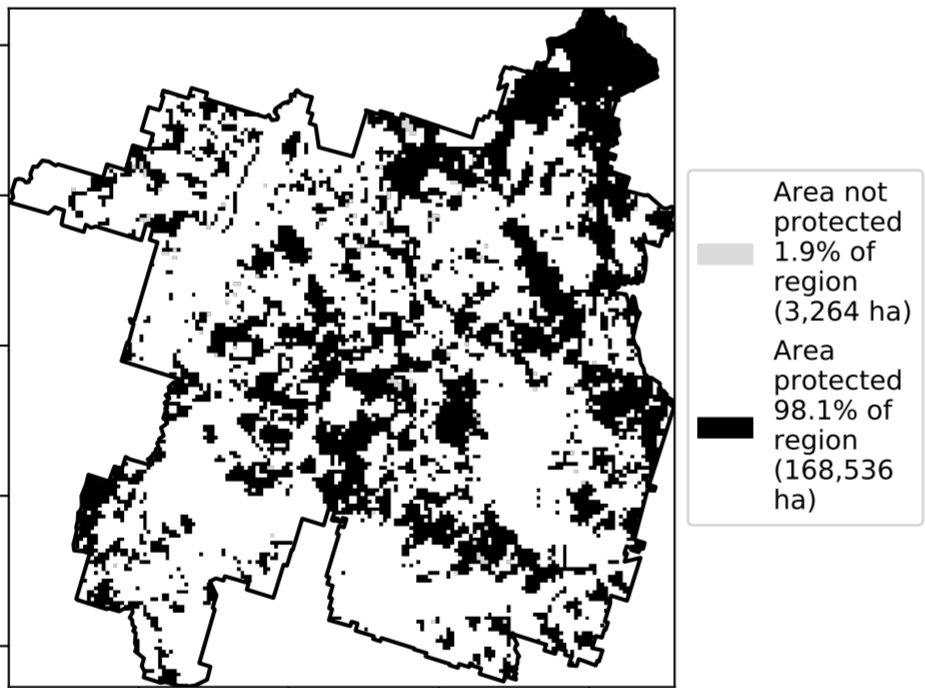 Area not
protected
1.9% of
region
(3,264 ha)
Area
protected
98.1% of
region
(168,536
ha)